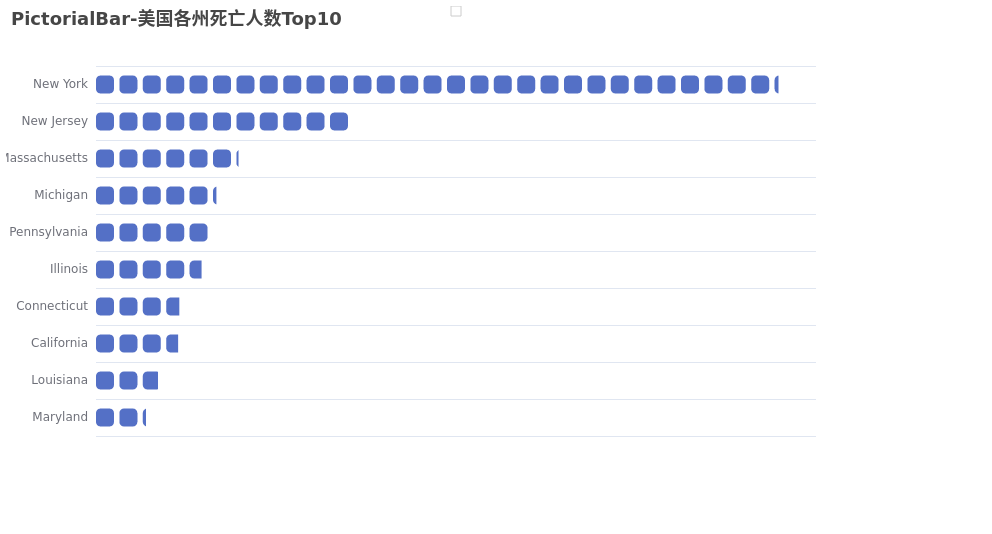 PictorialBar-美国各州死亡人数Top10
New York
New Jersey
Massachusetts
Michigan
Pennsylvania
Illinois
Connecticut
California
Louisiana
Maryland